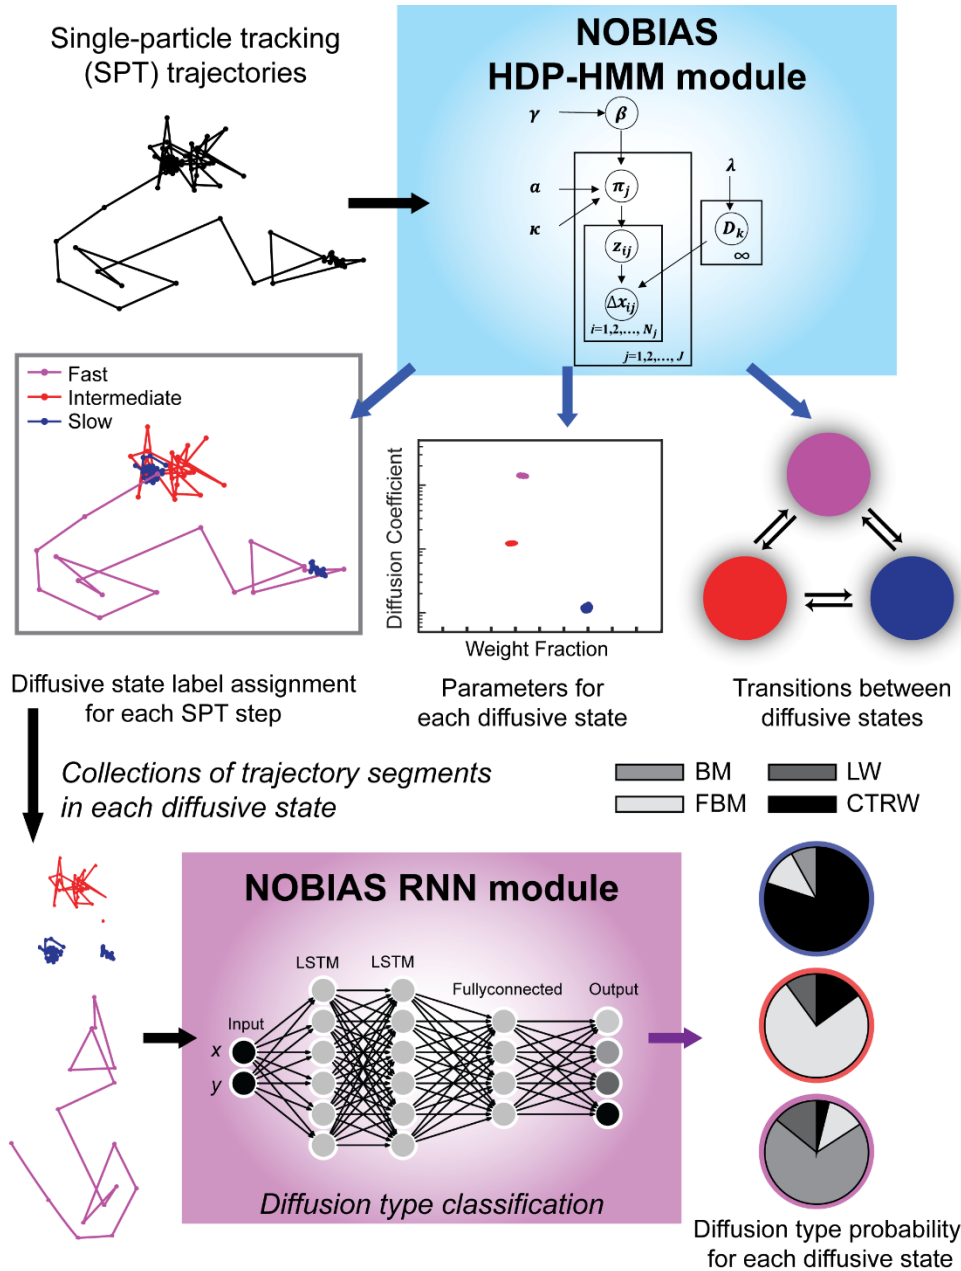 Single-particle tracking
(SPT) trajectories
NOBIAS
HDP-HMM module
γ
β
a
π_j
λ
κ
z_ij
D_k
∞
Δx_ij
i=1,2,..., N_j
j=1,2,..., J
Fast
Intermediate
Slow
Diffusion Coefficient
Weight Fraction
Diffusive state label assignment
for each SPT step
Parameters for
each diffusive state
Transitions between
diffusive states
Collections of trajectory segments
in each diffusive state
BM
LW
FBM
CTRW
NOBIAS RNN module
LSTM
LSTM
Fullyconnected
Output
Input
x
y
Diffusion type classification
Diffusion type probability
for each diffusive state